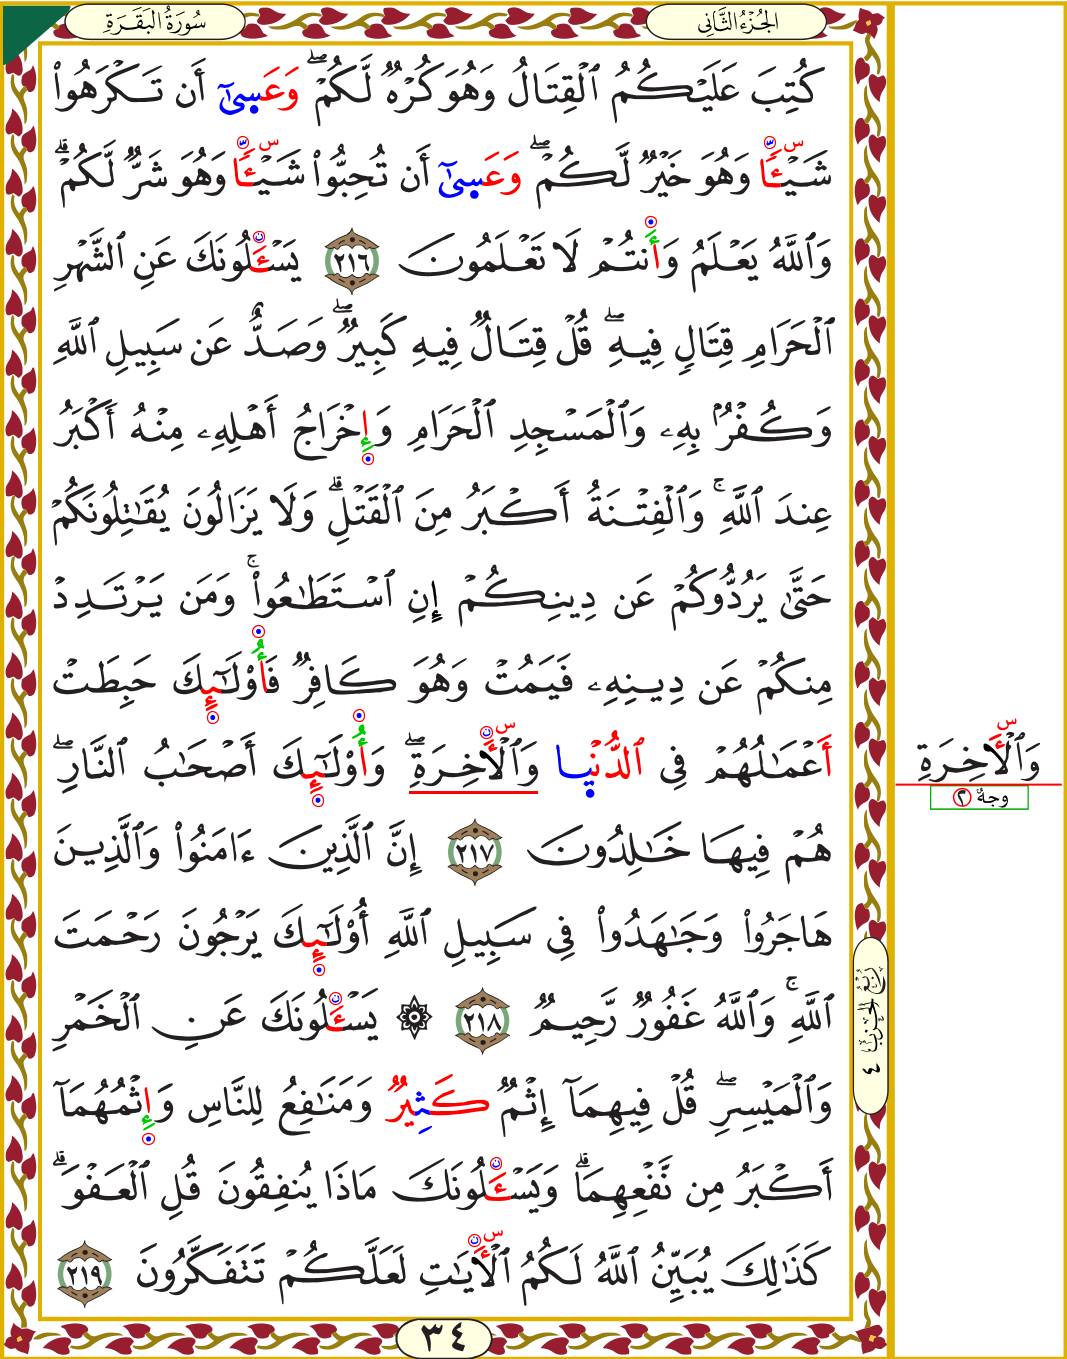 الجُزْءُ الثَّانِي
سُورَةُ البَقَرَةِ
كُتِبَ عَلَيْكُمُ ٱلْقِتَالُ وَهُوَ كُرْهٌ لَّكُمْ ۖ وَعَسَىٰٓ أَن تَكْرَهُوا۟
شَيْـًٔا وَهُوَ خَيْرٌ لَّكُمْ ۖ وَعَسَىٰٓ أَن تُحِبُّوا۟ شَيْـًٔا وَهُوَ شَرٌّ لَّكُمْ ۗ
وَٱللَّهُ يَعْلَمُ وَأَنتُمْ لَا تَعْلَمُونَ ٢١٦ يَسْـَٔلُونَكَ عَنِ ٱلشَّهْرِ
ٱلْحَرَامِ قِتَالٍ فِيهِ ۖ قُلْ قِتَالٌ فِيهِ كَبِيرٌ ۖ وَصَدٌّ عَن سَبِيلِ ٱللَّهِ
وَكُفْرٌۢ بِهِۦ وَٱلْمَسْجِدِ ٱلْحَرَامِ وَإِخْرَاجُ أَهْلِهِۦ مِنْهُ أَكْبَرُ
عِندَ ٱللَّهِ ۚ وَٱلْفِتْنَةُ أَكْبَرُ مِنَ ٱلْقَتْلِ ۗ وَلَا يَزَالُونَ يُقَـٰتِلُونَكُمْ
حَتَّىٰ يَرُدُّوكُمْ عَن دِينِكُمْ إِنِ ٱسْتَطَـٰعُوا۟ ۚ وَمَن يَرْتَدِدْ
مِنكُمْ عَن دِينِهِۦ فَيَمُتْ وَهُوَ كَافِرٌ فَأُو۟لَـٰٓئِكَ حَبِطَتْ
أَعْمَـٰلُهُمْ فِى ٱلدُّنْيَا وَٱلْـَٔاخِرَةِ ۖ وَأُو۟لَـٰٓئِكَ أَصْحَـٰبُ ٱلنَّارِ ۖ
وَٱلْـَٔاخِرَةِ
وجهٌ ٢
هُمْ فِيهَا خَـٰلِدُونَ ٢١٧ إِنَّ ٱلَّذِينَ ءَامَنُوا۟ وَٱلَّذِينَ
هَاجَرُوا۟ وَجَـٰهَدُوا۟ فِى سَبِيلِ ٱللَّهِ أُو۟لَـٰٓئِكَ يَرْجُونَ رَحْمَتَ
ٱللَّهِ ۚ وَٱللَّهُ غَفُورٌ رَّحِيمٌ ٢١٨ ۞ يَسْـَٔلُونَكَ عَنِ ٱلْخَمْرِ
رُبْعُ الحِزْبِ ٤
وَٱلْمَيْسِرِ ۖ قُلْ فِيهِمَآ إِثْمٌ كَثِيرٌ وَمَنَـٰفِعُ لِلنَّاسِ وَإِثْمُهُمَآ
أَكْبَرُ مِن نَّفْعِهِمَا ۗ وَيَسْـَٔلُونَكَ مَاذَا يُنفِقُونَ قُلِ ٱلْعَفْوَ ۗ
كَذَٰلِكَ يُبَيِّنُ ٱللَّهُ لَكُمُ ٱلْـَٔايَـٰتِ لَعَلَّكُمْ تَتَفَكَّرُونَ ٢١٩
٣٤